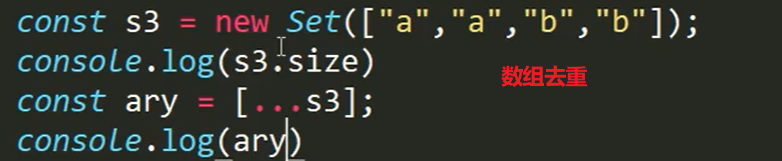 const s3 = new Set(["a","a","b","b"]);
console.log(s3.size)
数组去重
const ary = [...s3];
console.log(ary)